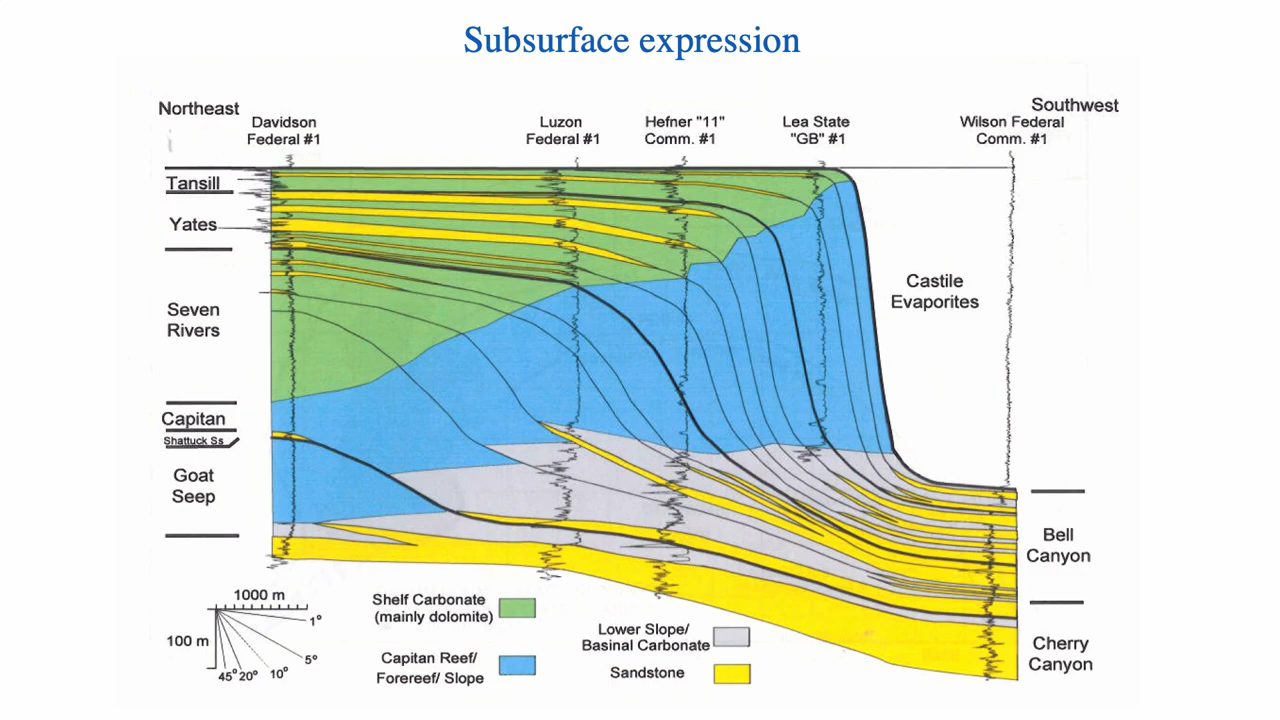 Subsurface expression
Northeast
Southwest
Davidson
Federal #1
Luzon
Federal #1
Hefner "11"
Comm. #1
Lea State
"GB" #1
Wilson Federal
Comm. #1
Tansill
Yates
Seven
Rivers
Capitan
Shattuck Ss
Goat
Seep
Castile
Evaporites
Bell
Canyon
Cherry
Canyon
1000 m
100 m
1°
5°
10°
20°
45°
Shelf Carbonate
(mainly dolomite)
Capitan Reef/
Forereef/ Slope
Lower Slope/
Basinal Carbonate
Sandstone